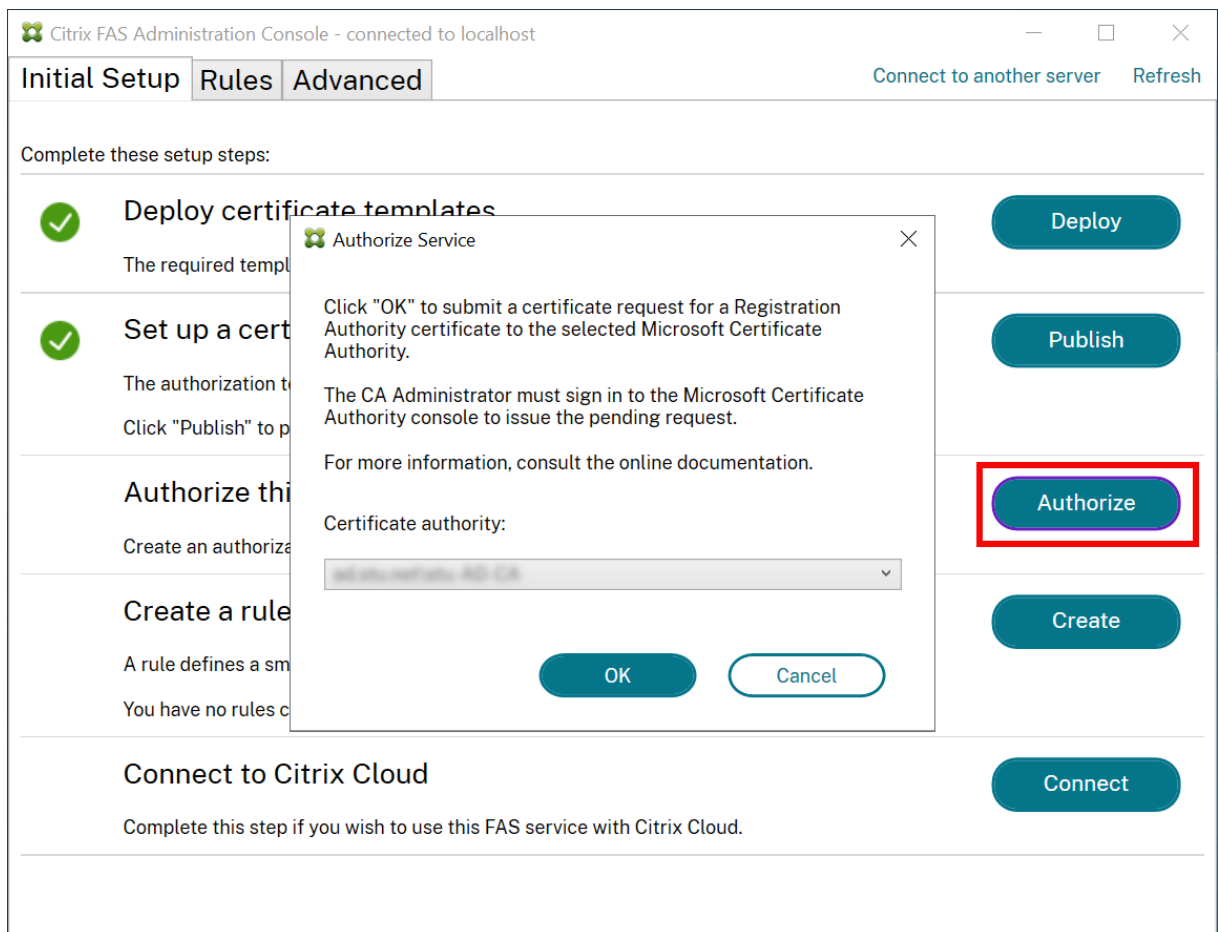 Citrix FAS Administration Console - connected to localhost
Initial Setup Rules Advanced Connect to another server Refresh
Complete these setup steps:
Deploy certificate templates
Deploy
The required templ
Set up a cert
Publish
The authorization t
Click "Publish" to p
Authorize thi
Authorize
Create an authoriza
Create a rule
Create
A rule defines a sm
You have no rules c
Authorize Service
Click "OK" to submit a certificate request for a Registration
Authority certificate to the selected Microsoft Certificate
Authority.
The CA Administrator must sign in to the Microsoft Certificate
Authority console to issue the pending request.
For more information, consult the online documentation.
Certificate authority:
OK Cancel
Connect to Citrix Cloud
Connect
Complete this step if you wish to use this FAS service with Citrix Cloud.